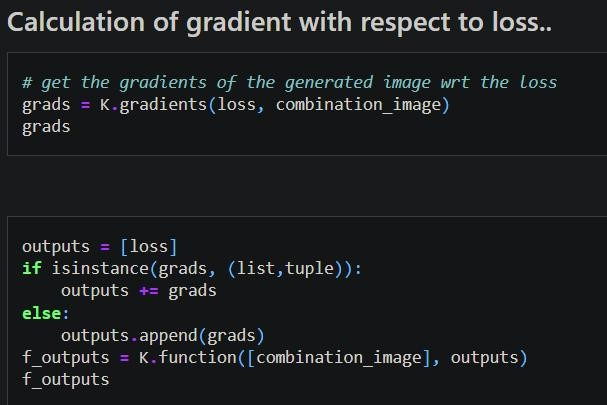 Calculation of gradient with respect to loss..
# get the gradients of the generated image wrt the loss
grads = K.gradients(loss, combination_image)
grads
outputs = [loss]
if isinstance(grads, (list,tuple)):
    outputs += grads
else:
    outputs.append(grads)
f_outputs = K.function([combination_image], outputs)
f_outputs